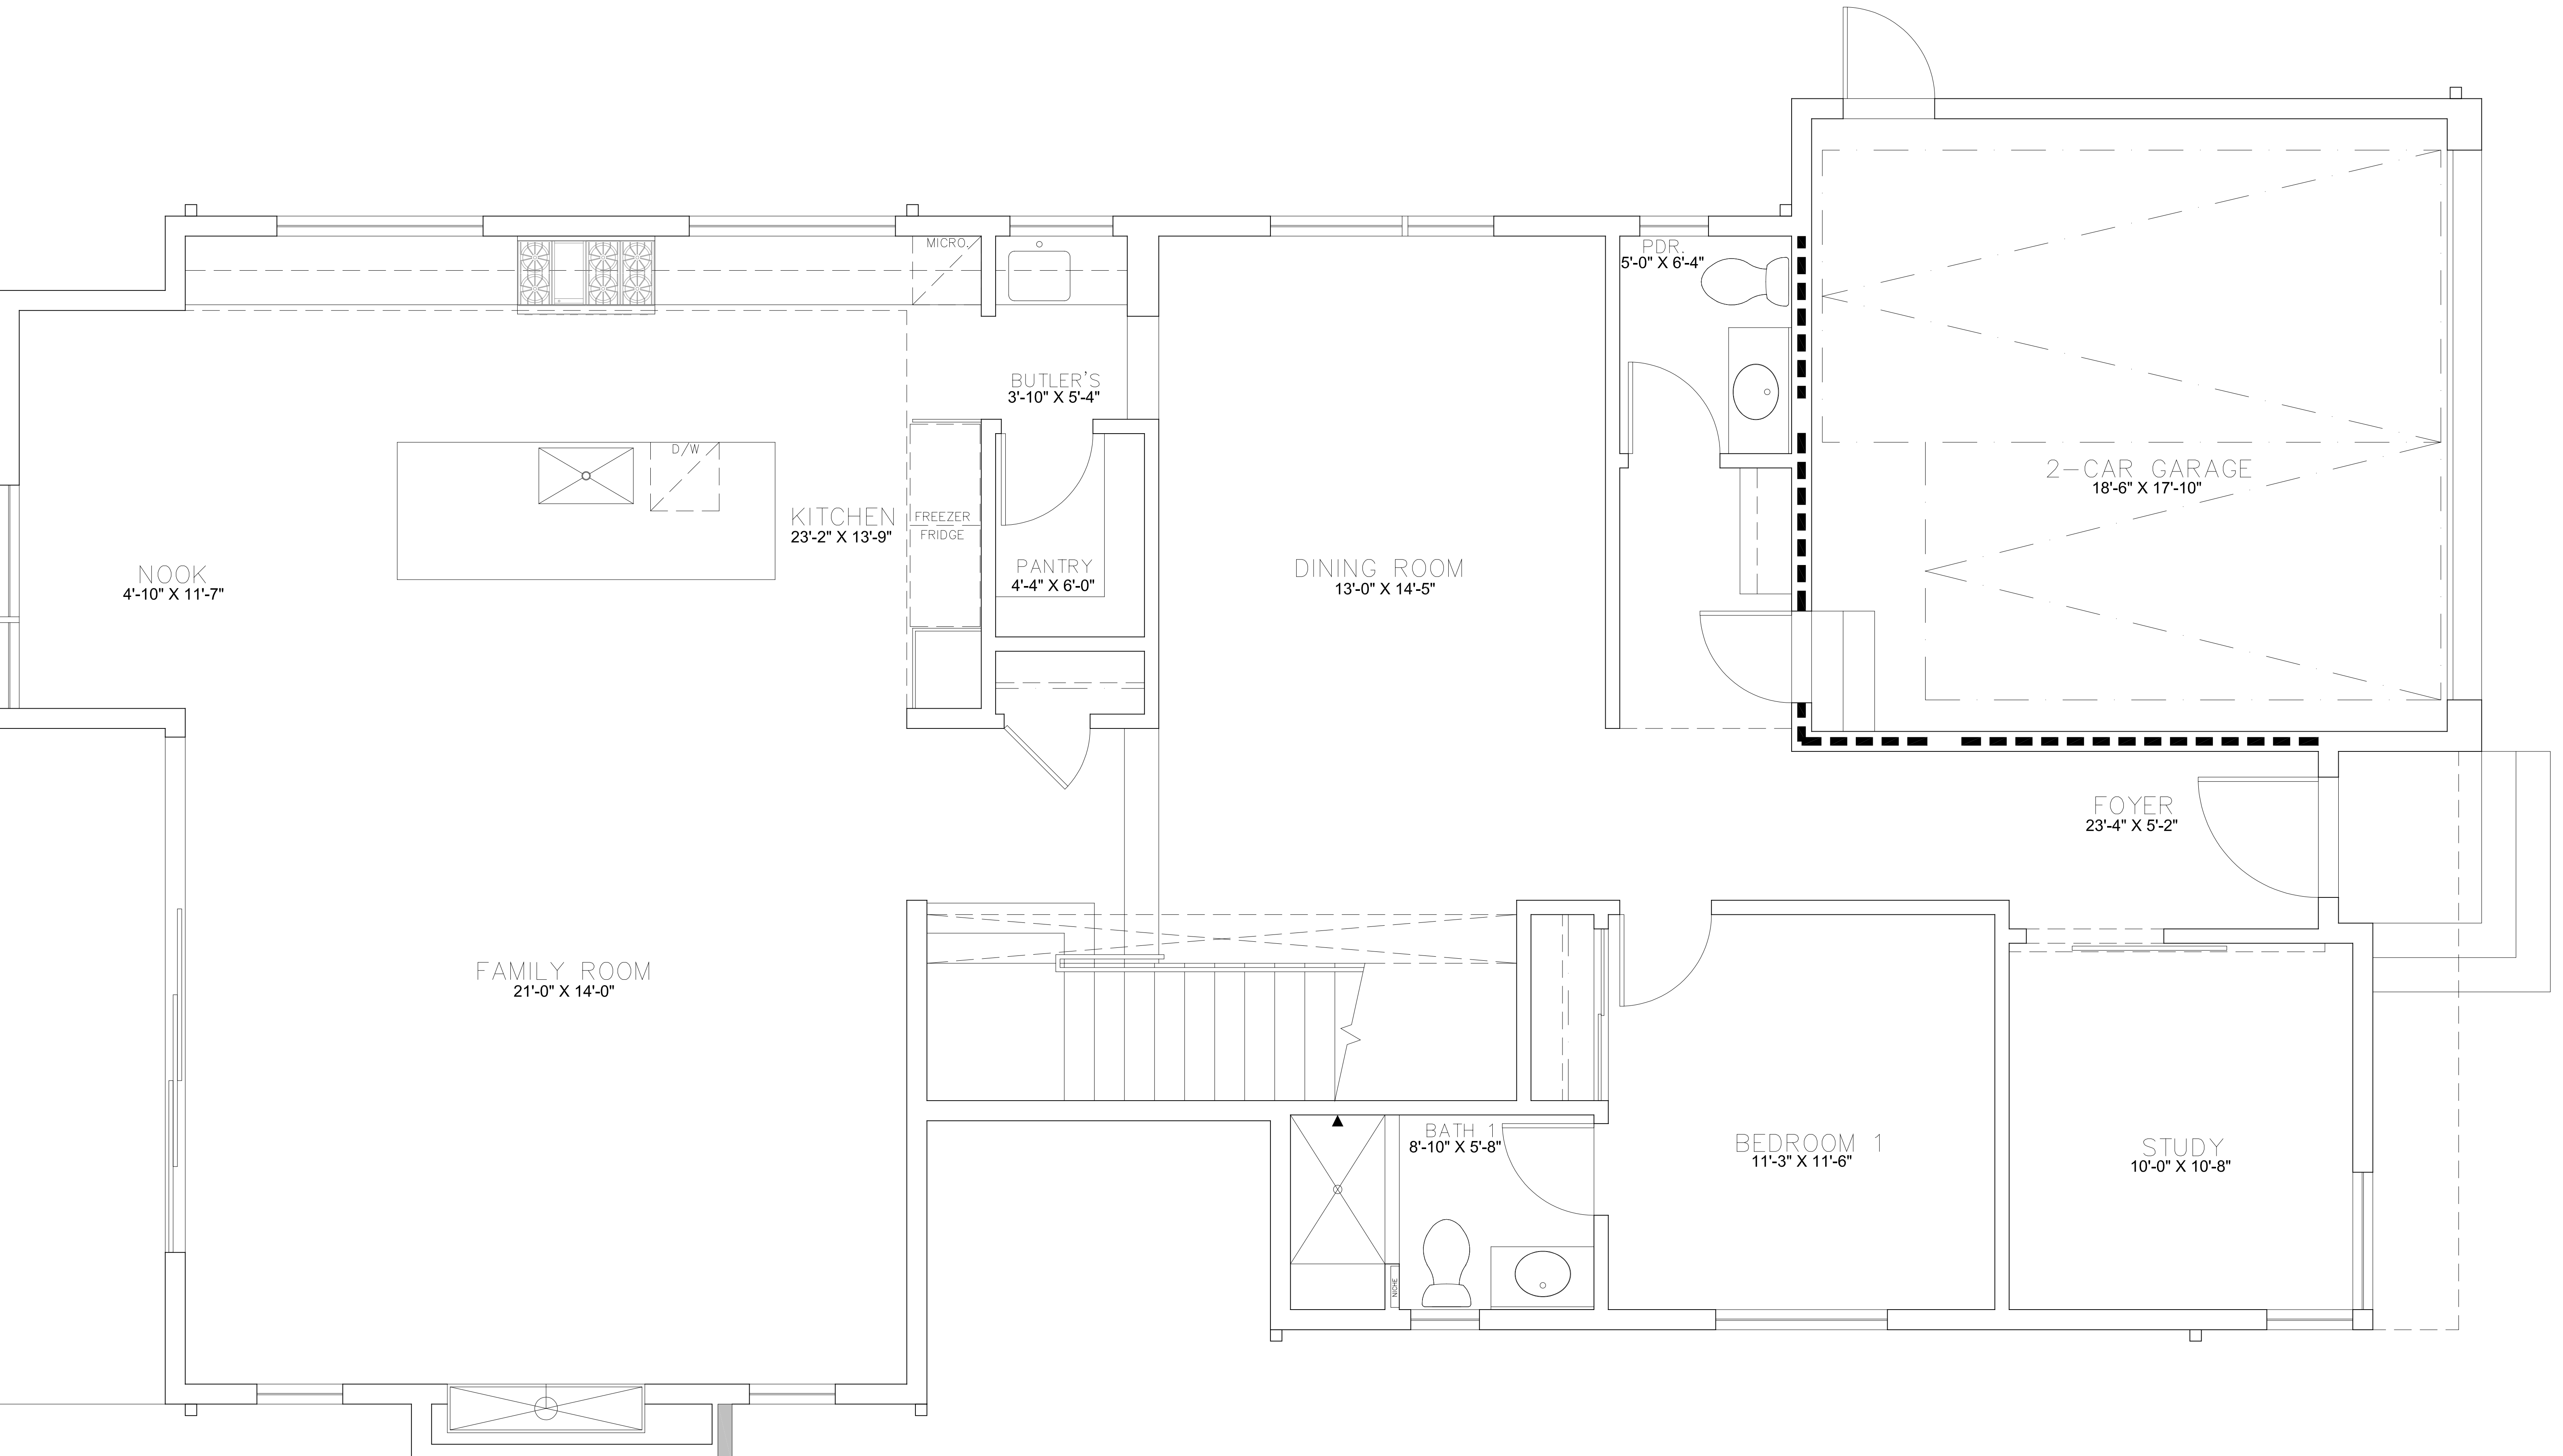 MICRO.
PDR.
5'-0" X 6'-4"
BUTLER'S
3'-10" X 5'-4"
D/W
2-CAR GARAGE
18'-6" X 17'-10"
KITCHEN
23'-2" X 13'-9"
FREEZER
FRIDGE
NOOK
4'-10" X 11'-7"
PANTRY
4'-4" X 6'-0"
DINING ROOM
13'-0" X 14'-5"
FOYER
23'-4" X 5'-2"
FAMILY ROOM
21'-0" X 14'-0"
BATH 1
8'-10" X 5'-8"
BEDROOM 1
11'-3" X 11'-6"
STUDY
10'-0" X 10'-8"
NICHE